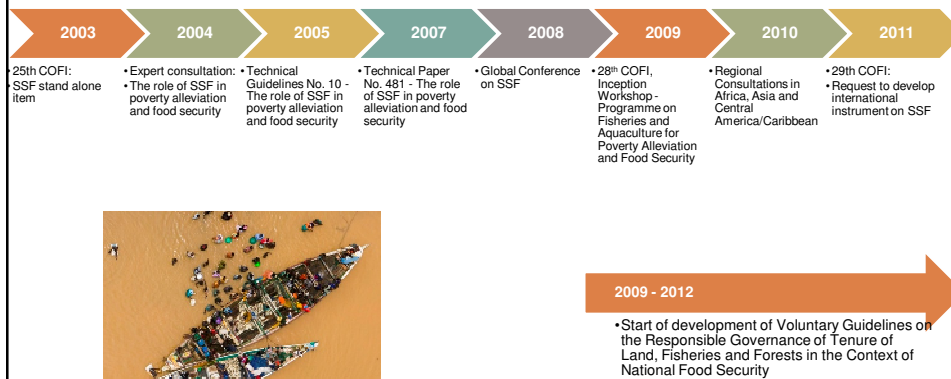 2003
2004
2005
2007
2008
2009
2010
2011
• 25th COFI:
• SSF stand alone
item
• Expert consultation:
• The role of SSF in
poverty alleviation
and food security
• Technical
Guidelines No. 10 -
The role of SSF in
poverty alleviation
and food security
• Technical Paper
No. 481 - The role
of SSF in poverty
alleviation and food
security
• Global Conference
on SSF
• 28th COFI,
Inception
Workshop -
Programme on
Fisheries and
Aquaculture for
Poverty Alleviation
and Food Security
• Regional
Consultations in
Africa, Asia and
Central
America/Caribbean
• 29th COFI:
• Request to develop
international
instrument on SSF
2009 - 2012
• Start of development of Voluntary Guidelines on
the Responsible Governance of Tenure of
Land, Fisheries and Forests in the Context of
National Food Security